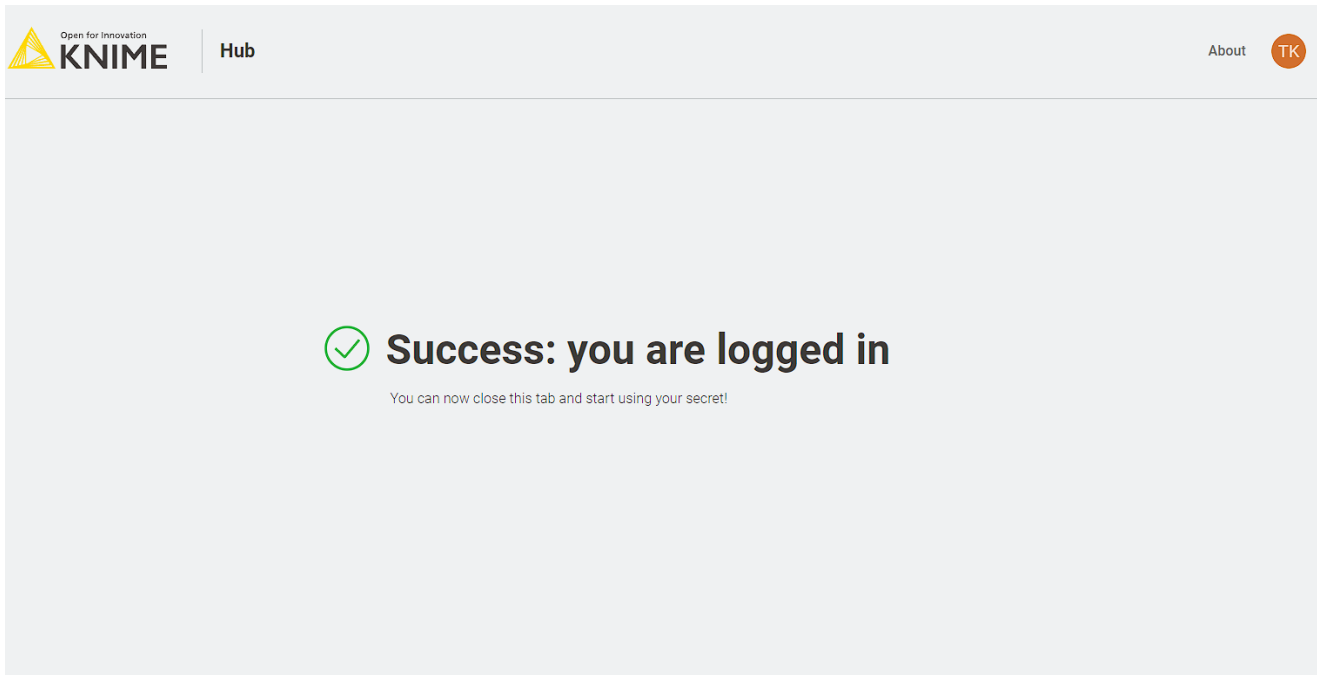 Open for Innovation
KNIME
Hub
About
TK
Success: you are logged in
You can now close this tab and start using your secret!